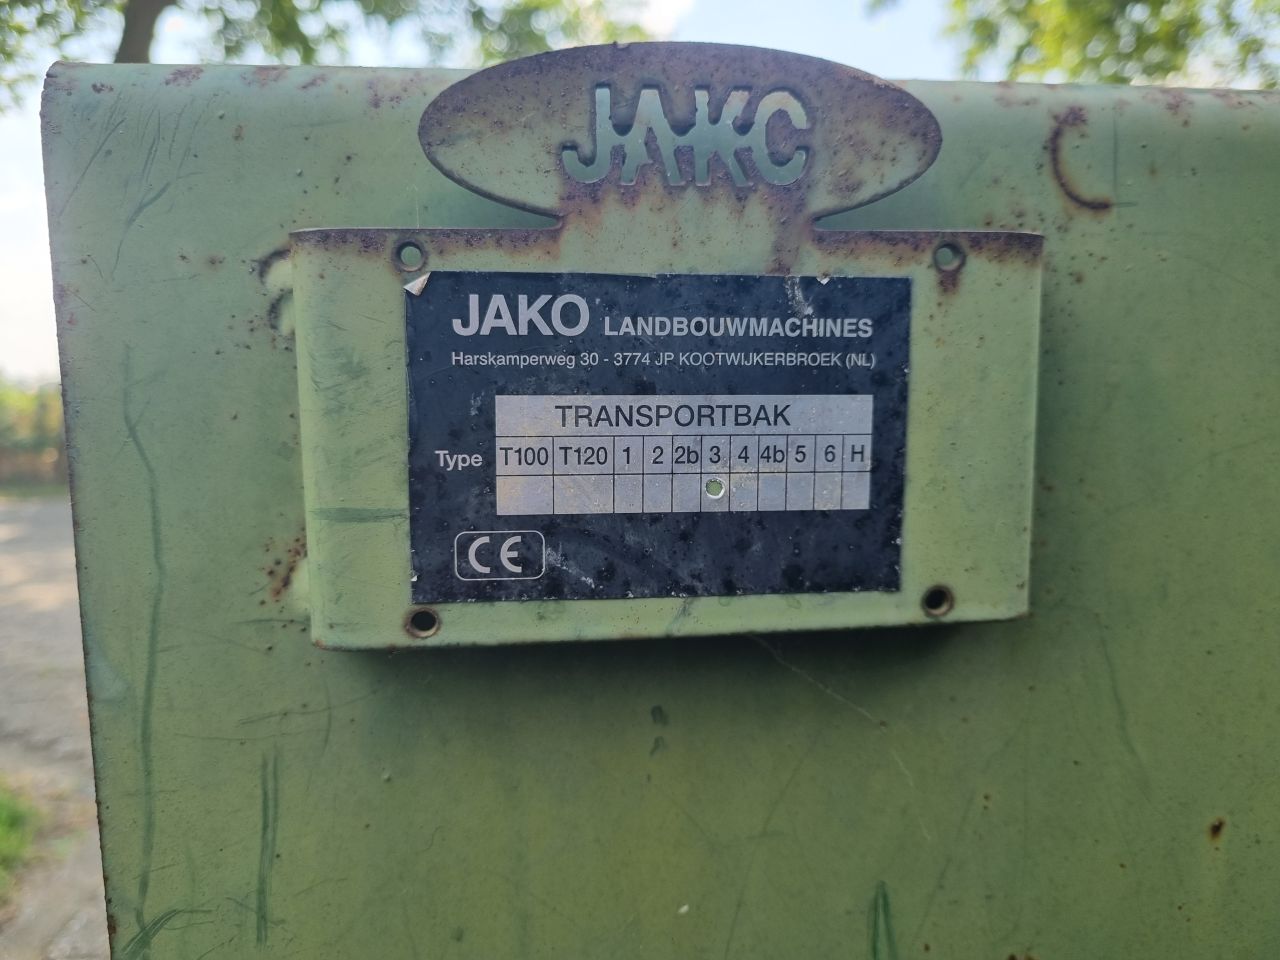 JAKO
JAKO LANDBOUWMACHINES
Harskamperweg 30 - 3774 JP KOOTWIJKERBROEK (NL)
TRANSPORTBAK
Type T100 T120 1 2 2b 3 4 4b 5 6 H
CE